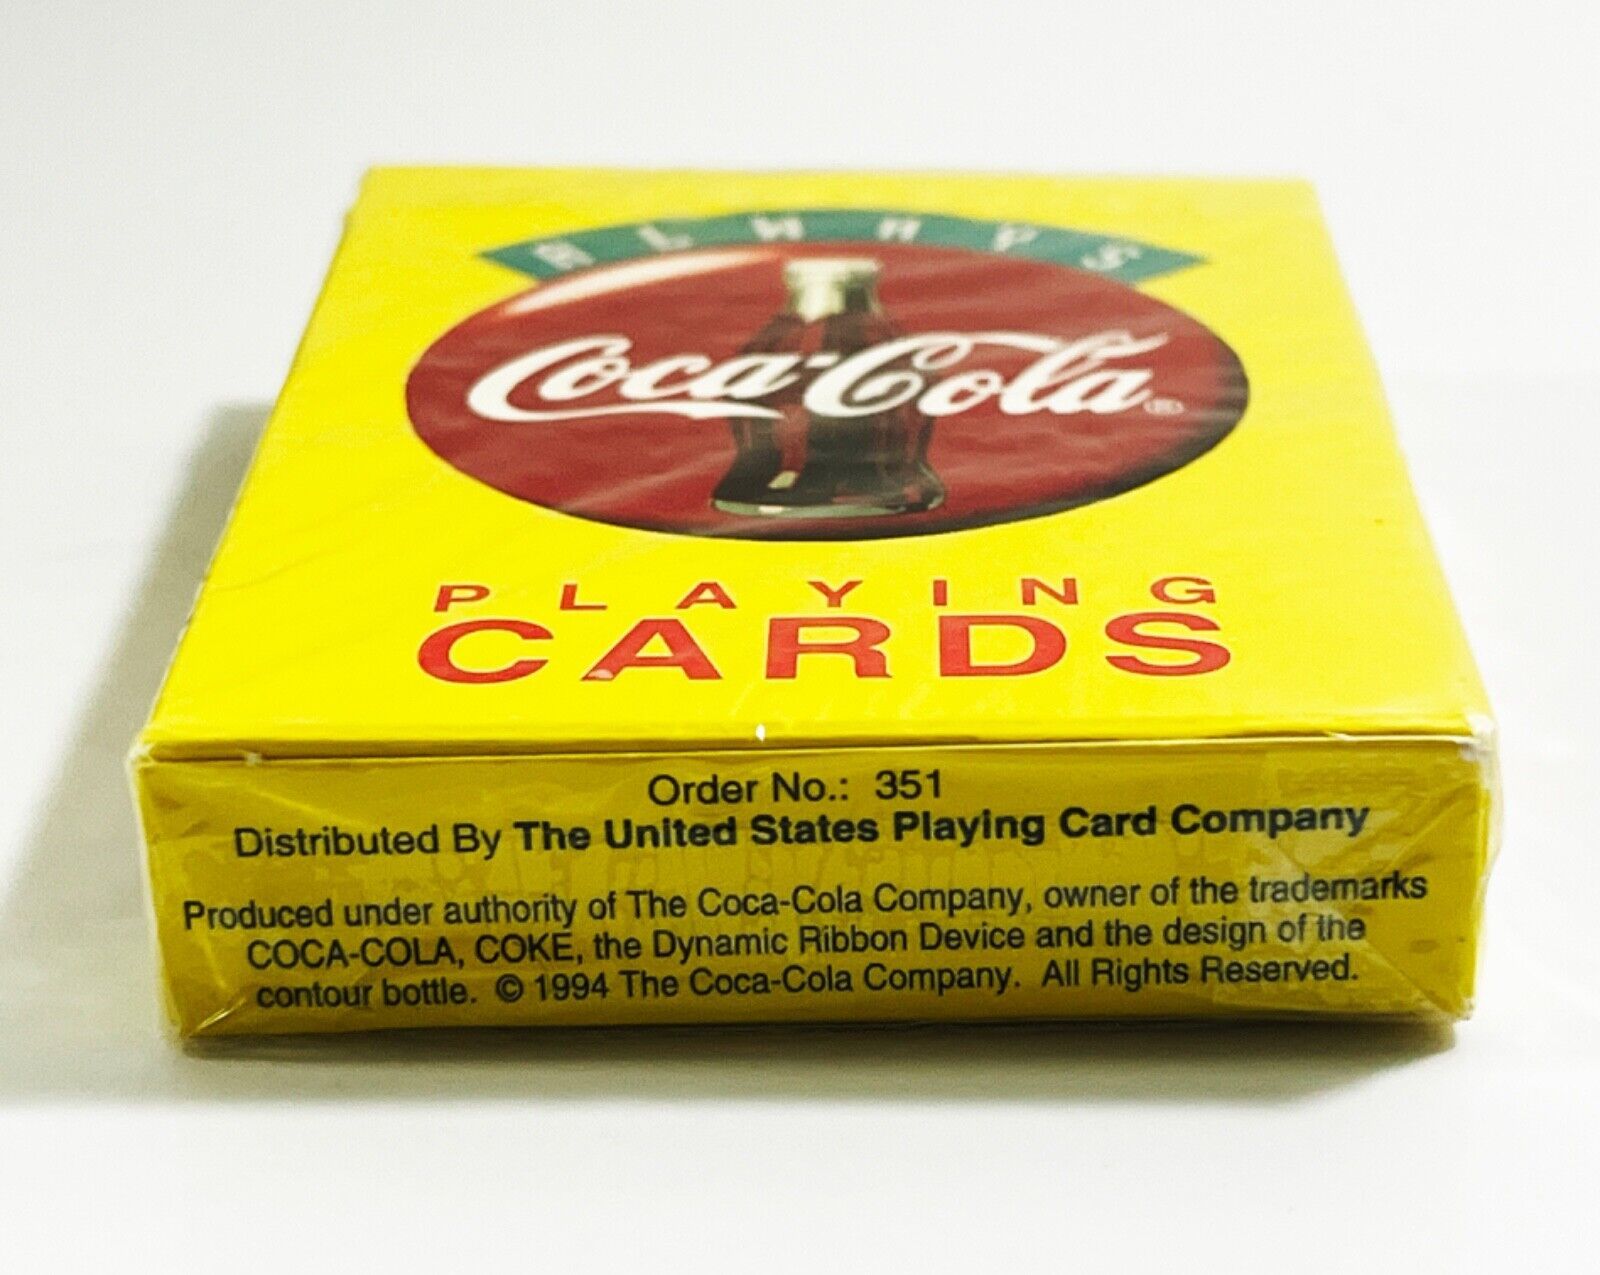 ALWAYS
Coca-Cola®
PLAYING
CARDS
Order No.: 351
Distributed By The United States Playing Card Company
Produced under authority of The Coca-Cola Company, owner of the trademarks
COCA-COLA, COKE, the Dynamic Ribbon Device and the design of the
contour bottle. © 1994 The Coca-Cola Company. All Rights Reserved.